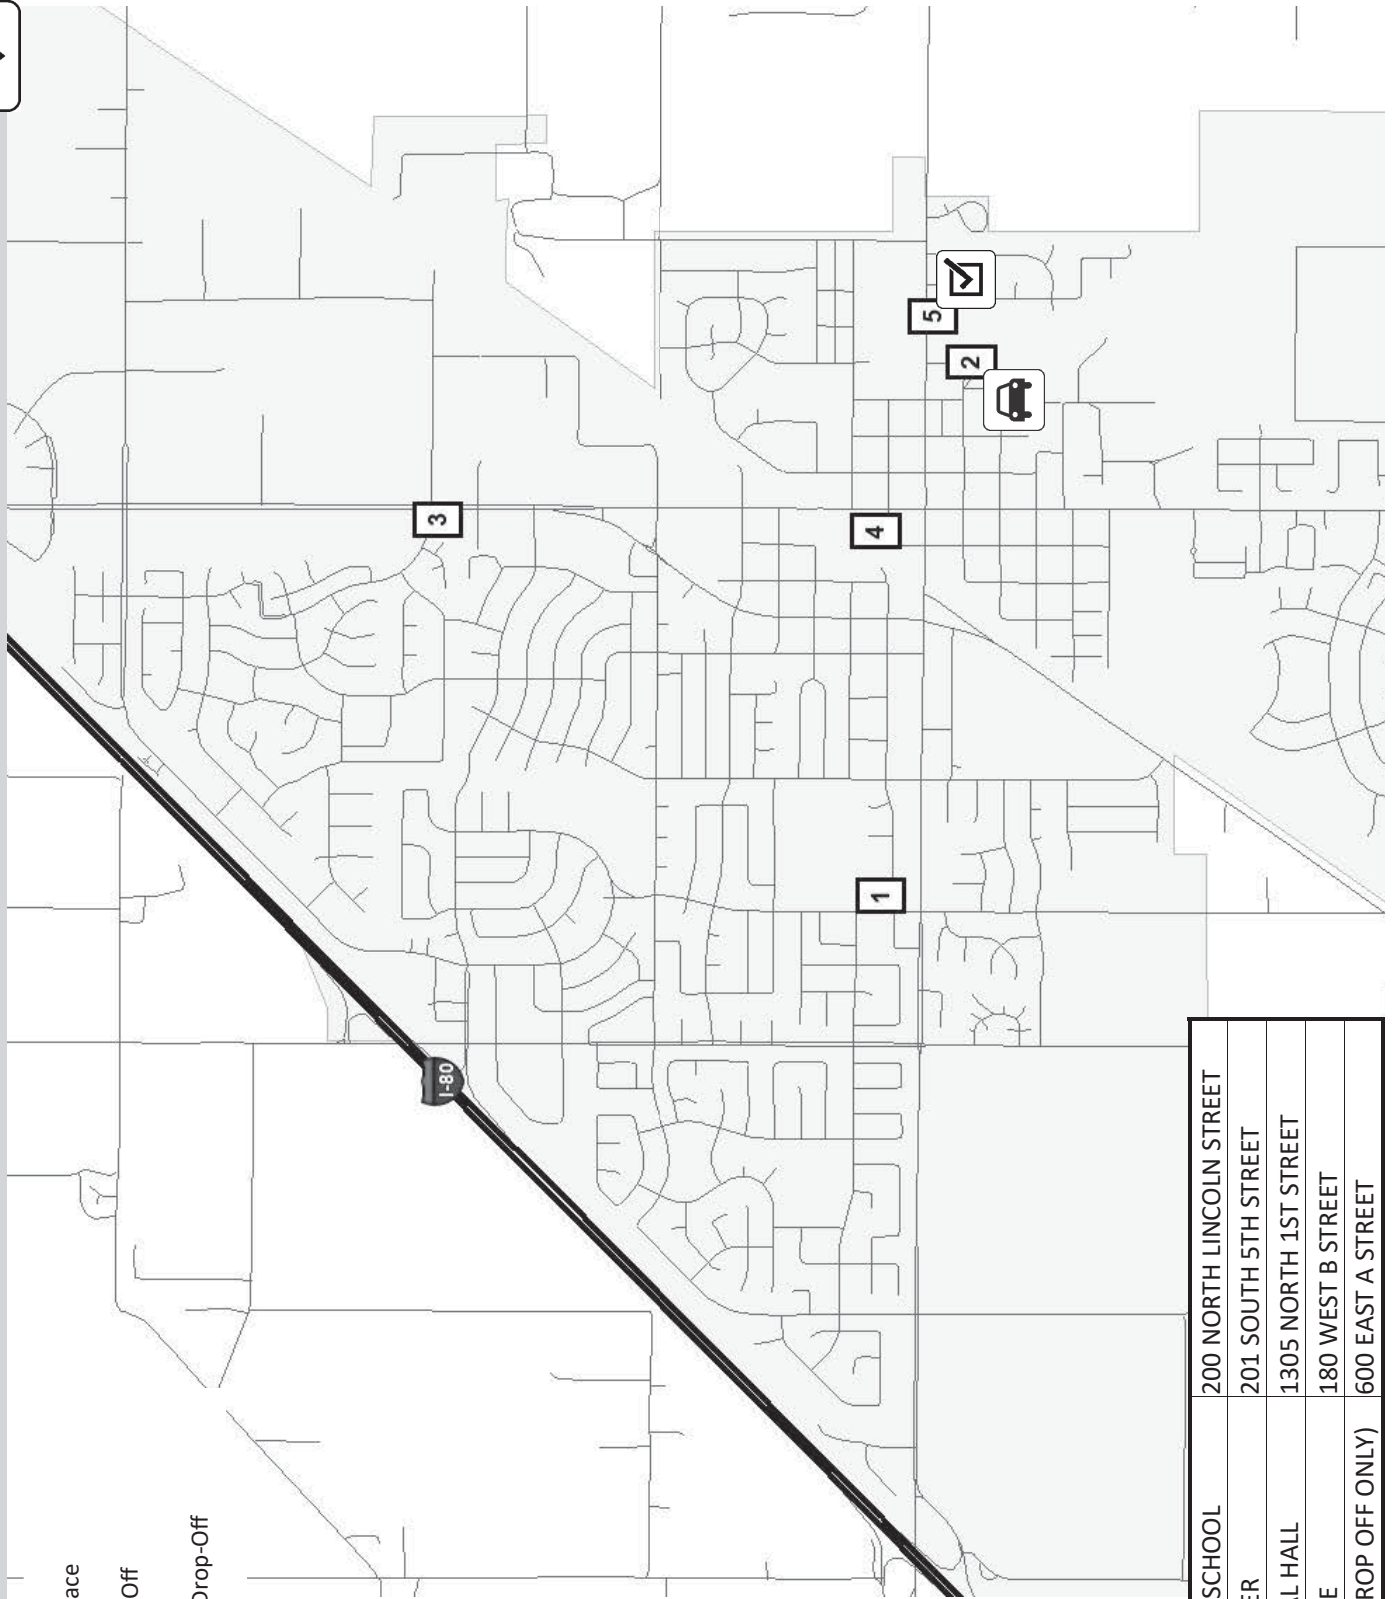 ace
Off
Drop-Off
3
I-80
1
4
5
2
SCHOOL 200 NORTH LINCOLN STREET
ER 201 SOUTH 5TH STREET
L HALL 1305 NORTH 1ST STREET
E 180 WEST B STREET
ROP OFF ONLY) 600 EAST A STREET